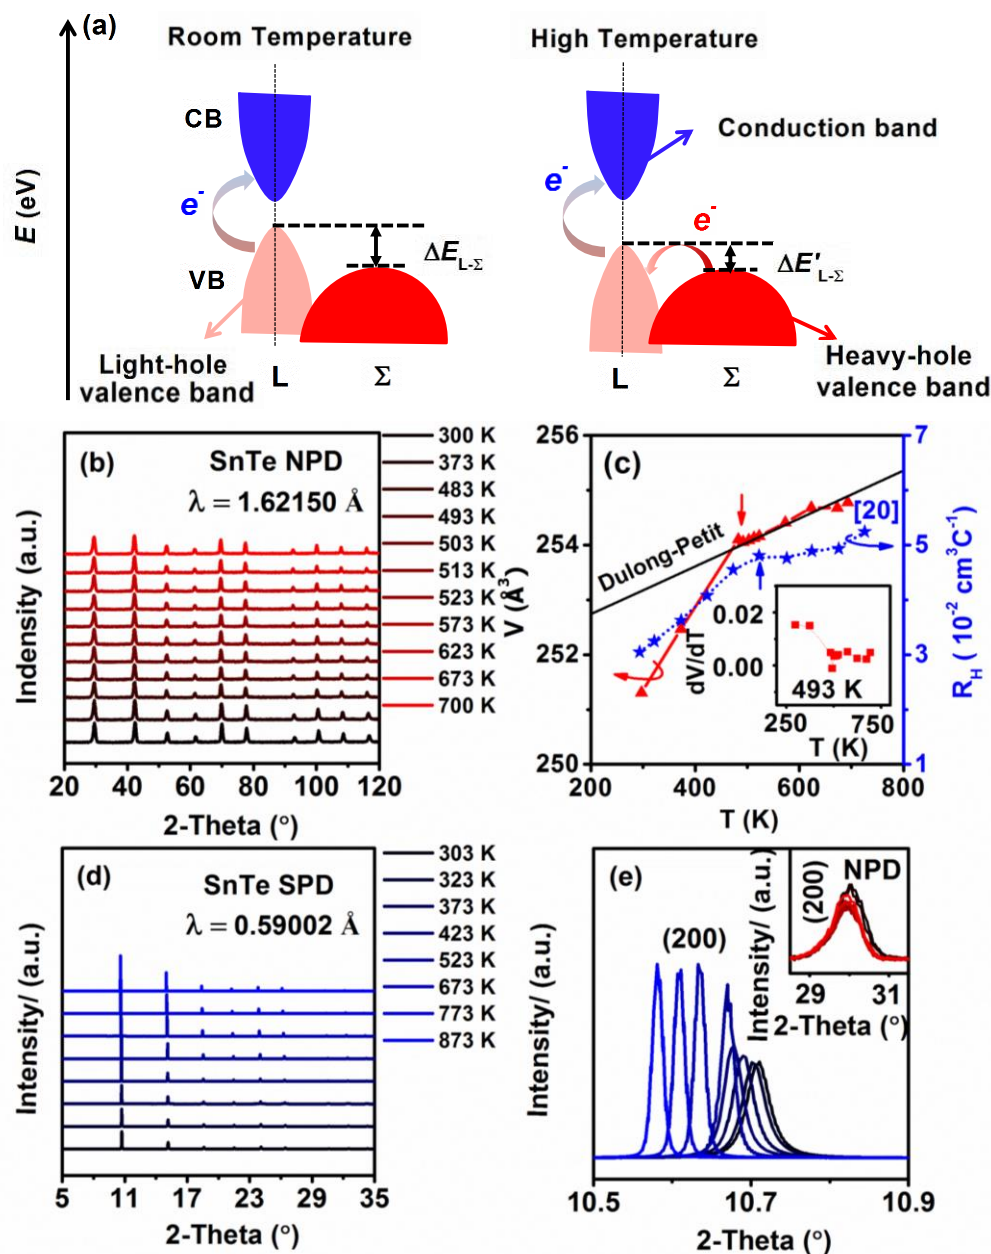 (a)
Room Temperature
High Temperature
CB
Conduction band
e-
e-
e-
E (eV)
ΔE L-Σ
ΔE' L-Σ
VB
Light-hole
valence band
L
Σ
L
Σ
Heavy-hole
valence band
(b)
SnTe NPD
λ = 1.62150 Å
300 K
373 K
483 K
493 K
503 K
513 K
523 K
573 K
623 K
673 K
700 K
Indensity (a.u.)
20 40 60 80 100 120
2-Theta (°)
(c)
256
254
252
250
V (Å3)
Dulong-Petit
[20]
7
5
3
1
RH ( 10-2 cm3C-1)
0.02
0.00
dV/dT
493 K
250 750
T (K)
200 400 600 800
T (K)
(d)
SnTe SPD
λ = 0.59002 Å
303 K
323 K
373 K
423 K
523 K
673 K
773 K
873 K
Intensity/ (a.u.)
5 11 17 23 29 35
2-Theta (°)
(e)
(200)
Intensity/ (a.u.)
NPD
(200)
Intensity/ (a.u.)
29 31
2-Theta (°)
10.5 10.7 10.9
2-Theta (°)